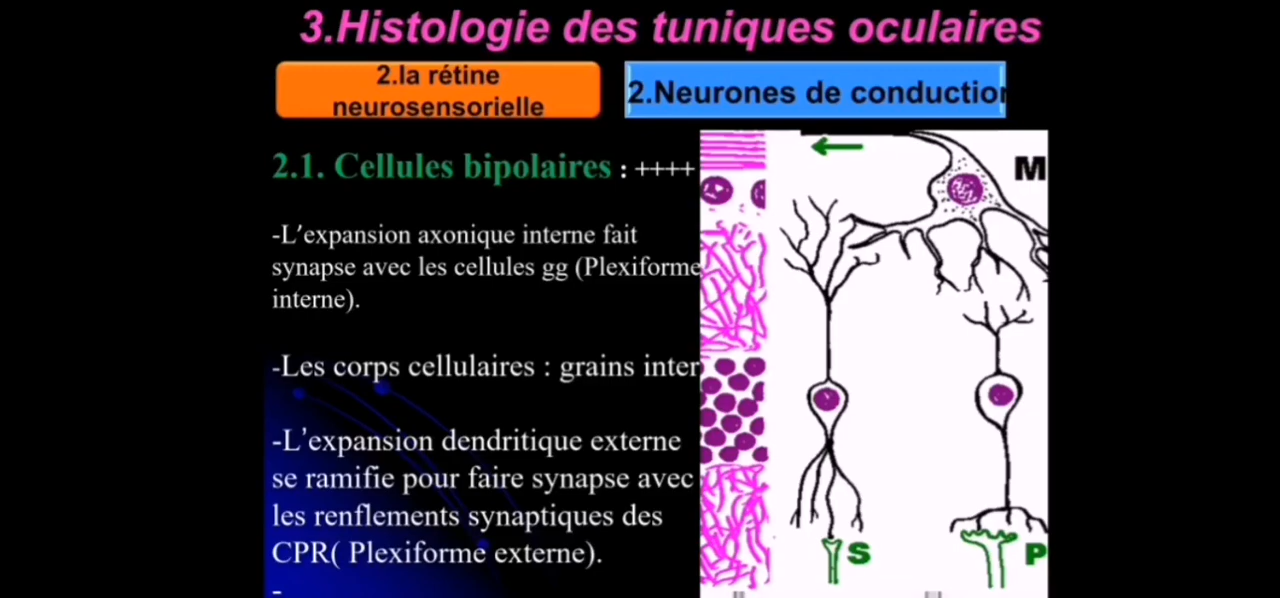 3.Histologie des tuniques oculaires
2.la rétine
neurosensorielle
2.Neurones de conduction
2.1. Cellules bipolaires : ++++
M
-L'expansion axonique interne fait
synapse avec les cellules gg (Plexiforme
interne).
-Les corps cellulaires : grains inter
-L'expansion dendritique externe
se ramifie pour faire synapse avec
les renflements synaptiques des
CPR( Plexiforme externe).
-
S
P